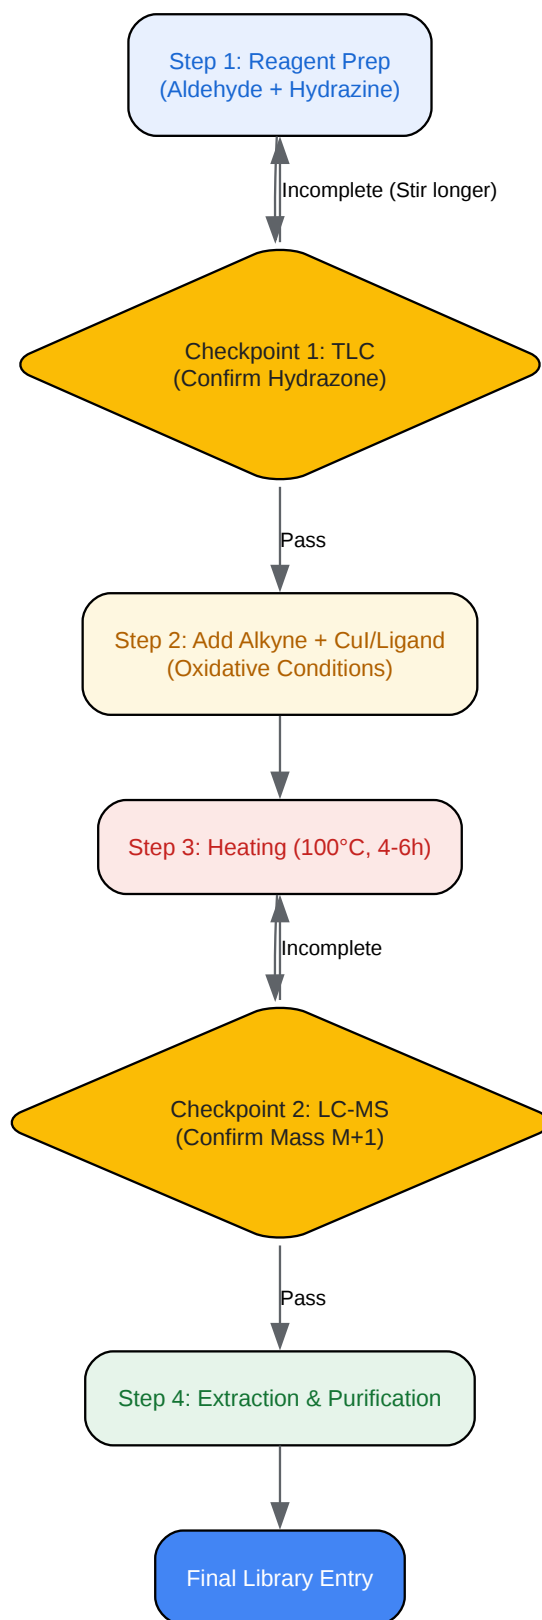 Step 1: Reagent Prep
(Aldehyde + Hydrazine)
Incomplete (Stir longer)
Checkpoint 1: TLC
(Confirm Hydrazone)
Pass
Step 2: Add Alkyne + CuI/Ligand
(Oxidative Conditions)
Step 3: Heating (100°C, 4-6h)
Incomplete
Checkpoint 2: LC-MS
(Confirm Mass M+1)
Pass
Step 4: Extraction & Purification
Final Library Entry